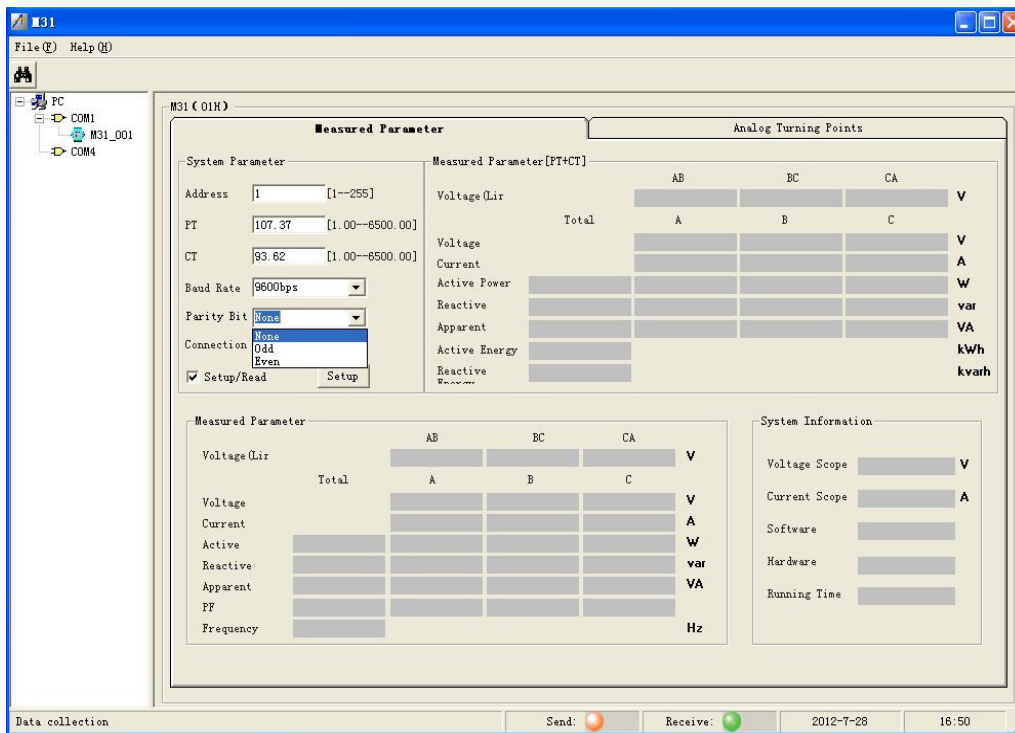 M31
File(F) Help(H)
PC
COM1
M31_001
COM4
M31(01H)
Measured Parameter
Analog Turning Points
System Parameter
Address 1 [1--255]
PT 107.37 [1.00--6500.00]
CT 93.62 [1.00--6500.00]
Baud Rate 9600bps
Parity Bit None
None
Odd
Even
Connection
Setup/Read Setup
Measured Parameter[PT+CT]
AB BC CA
Voltage(Lir V
Total A B C
Voltage V
Current A
Active Power W
Reactive var
Apparent VA
Active Energy kWh
Reactive kvarh
Measured Parameter
AB BC CA
Voltage(Lir V
Total A B C
Voltage V
Current A
Active W
Reactive var
Apparent VA
PF
Frequency Hz
System Information
Voltage Scope V
Current Scope A
Software
Hardware
Running Time
Data collection Send: Receive: 2012-7-28 16:50